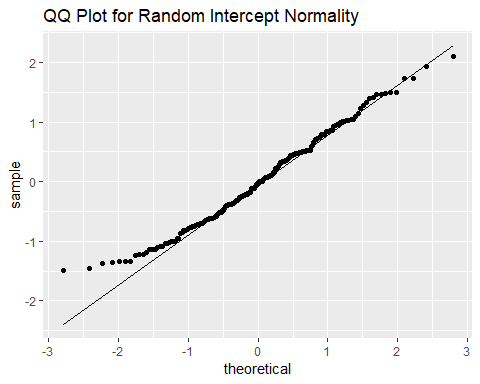 QQ Plot for Random Intercept Normality
2
1
0
-1
-2
-3 -2 -1 0 1 2 3
sample
theoretical